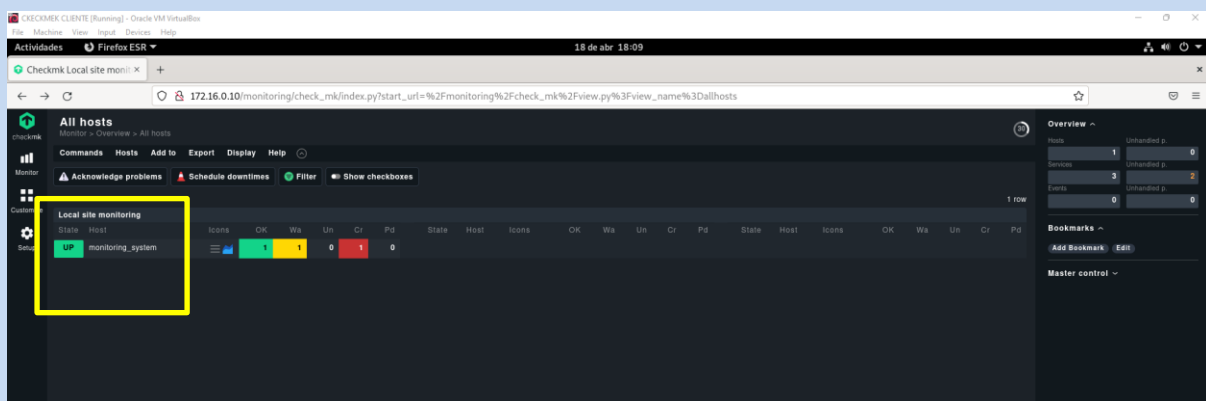 CKECKMEK CLIENTE [Running] - Oracle VM VirtualBox
File Machine View Input Devices Help
Actividades Firefox ESR 18 de abr 18:09
Checkmk Local site monit × +
172.16.0.10/monitoring/check_mk/index.py?start_url=%2Fmonitoring%2Fcheck_mk%2Fview.py%3Fview_name%3Dallhosts
checkmk
Monitor
Customize
Setup
All hosts
Monitor > Overview > All hosts
30
Commands Hosts Add to Export Display Help
Acknowledge problems Schedule downtimes Filter Show checkboxes
1 row
Local site monitoring
State Host Icons OK Wa Un Cr Pd State Host Icons OK Wa Un Cr Pd State Host Icons OK Wa Un Cr Pd
UP monitoring_system 1 1 0 1 0
Overview
Hosts Unhandled p.
1 0
Services Unhandled p.
3 2
Events Unhandled p.
0 0
Bookmarks
Add Bookmark Edit
Master control